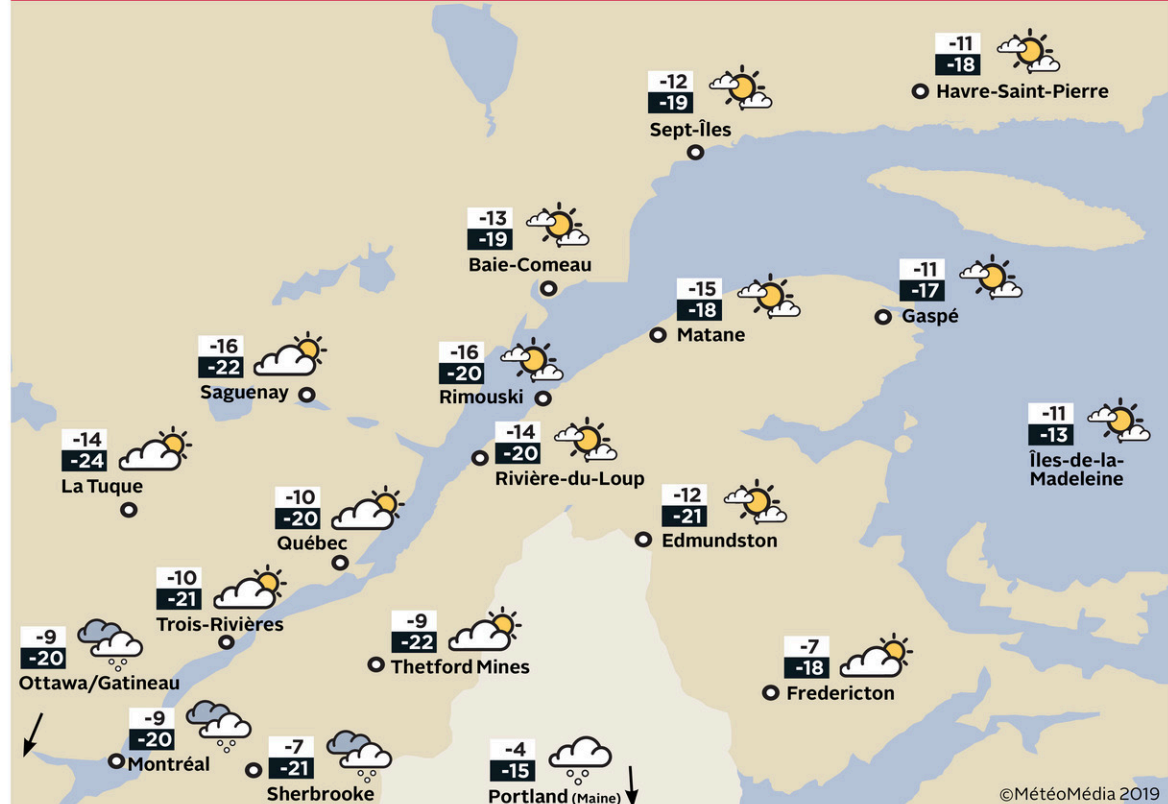 -11
-18
Havre-Saint-Pierre
-12
-19
Sept-Îles
-13
-19
Baie-Comeau
-11
-17
Gaspé
-15
-18
Matane
-16
-22
Saguenay
-16
-20
Rimouski
-11
-13
Îles-de-la-
Madeleine
-14
-24
La Tuque
-14
-20
Rivière-du-Loup
-10
-20
Québec
-12
-21
Edmundston
-10
-21
Trois-Rivières
-9
-20
Ottawa/Gatineau
-9
-22
Thetford Mines
-7
-18
Fredericton
-9
-20
Montréal
-7
-21
Sherbrooke
-4
-15
Portland (Maine)
©MétéoMédia 2019